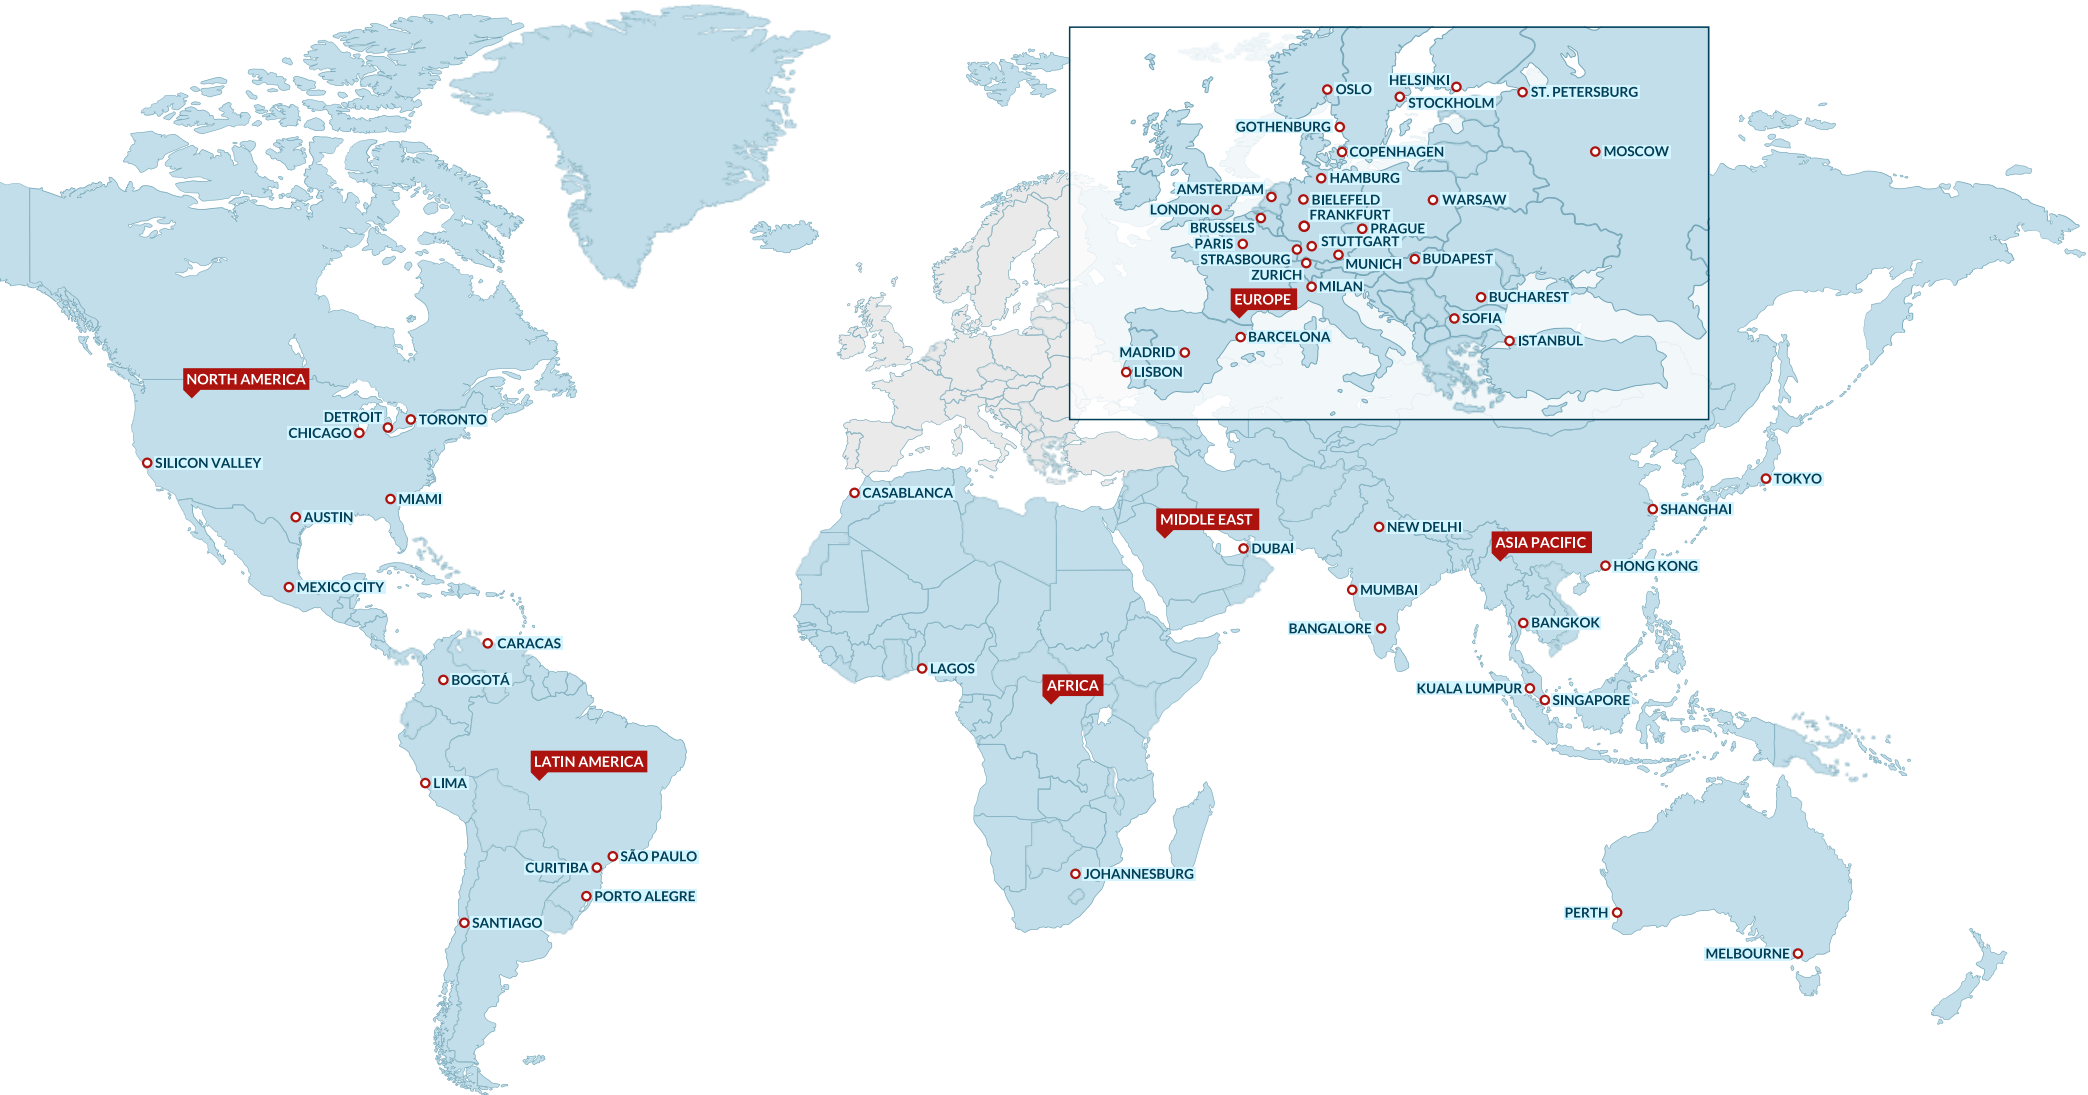 HELSINKI
OSLO
ST. PETERSBURG
STOCKHOLM
GOTHENBURG
COPENHAGEN
MOSCOW
HAMBURG
AMSTERDAM
BIELEFELD
WARSAW
LONDON
FRANKFURT
BRUSSELS
PRAGUE
PARIS
STUTTGART
STRASBOURG
MUNICH
BUDAPEST
ZURICH
MILAN
EUROPE
BUCHAREST
SOFIA
BARCELONA
ISTANBUL
MADRID
LISBON
NORTH AMERICA
DETROIT
TORONTO
CHICAGO
SILICON VALLEY
MIAMI
AUSTIN
MEXICO CITY
CARACAS
BOGOTÁ
LATIN AMERICA
LIMA
SÃO PAULO
CURITIBA
PORTO ALEGRE
SANTIAGO
CASABLANCA
LAGOS
AFRICA
JOHANNESBURG
MIDDLE EAST
DUBAI
TOKYO
SHANGHAI
NEW DELHI
ASIA PACIFIC
HONG KONG
MUMBAI
BANGKOK
BANGALORE
KUALA LUMPUR
SINGAPORE
PERTH
MELBOURNE